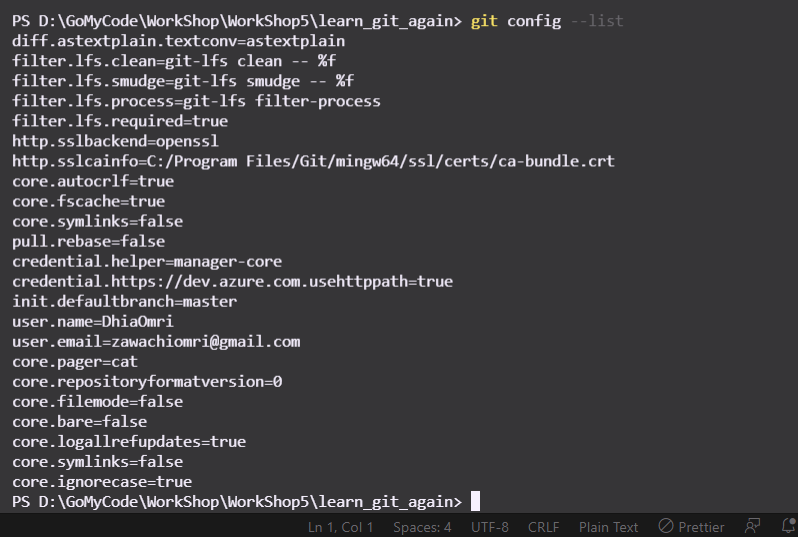 PS D:\GoMyCode\WorkShop\WorkShop5\learn_git_again> git config --list
diff.astextplain.textconv=astextplain
filter.lfs.clean=git-lfs clean -- %f
filter.lfs.smudge=git-lfs smudge -- %f
filter.lfs.process=git-lfs filter-process
filter.lfs.required=true
http.sslbackend=openssl
http.sslcainfo=C:/Program Files/Git/mingw64/ssl/certs/ca-bundle.crt
core.autocrlf=true
core.fscache=true
core.symlinks=false
pull.rebase=false
credential.helper=manager-core
credential.https://dev.azure.com.usehttppath=true
init.defaultbranch=master
user.name=DhiaOmri
user.email=zawachiomri@gmail.com
core.pager=cat
core.repositoryformatversion=0
core.filemode=false
core.bare=false
core.logallrefupdates=true
core.symlinks=false
core.ignorecase=true
PS D:\GoMyCode\WorkShop\WorkShop5\learn_git_again>
Ln 1, Col 1 Spaces: 4 UTF-8 CRLF Plain Text Prettier